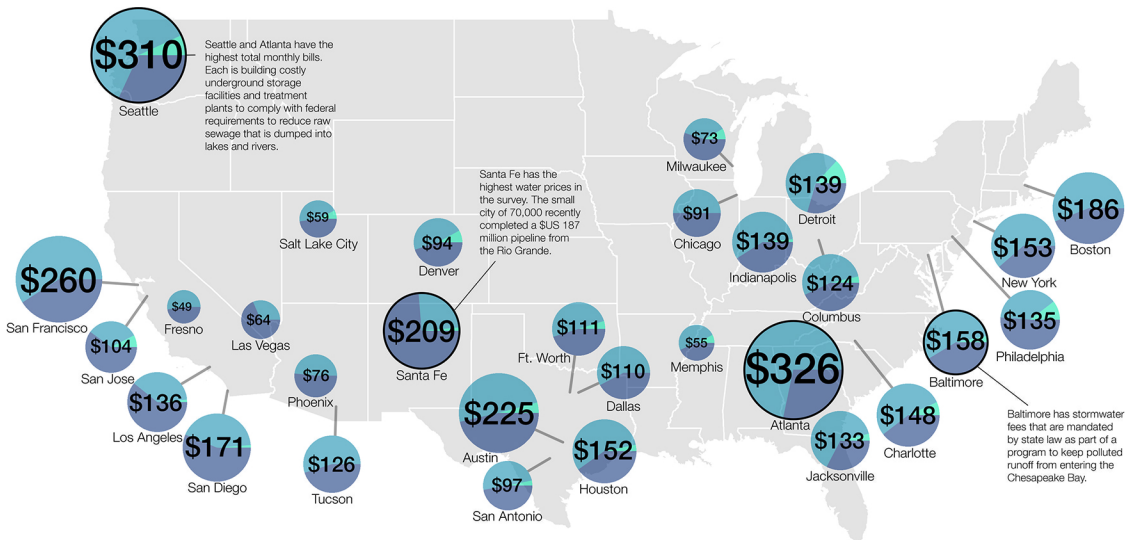 $310
Seattle
Seattle and Atlanta have the
highest total monthly bills.
Each is building costly
underground storage
facilities and treatment
plants to comply with federal
requirements to reduce raw
sewage that is dumped into
lakes and rivers.
$73
Milwaukee
$139
Detroit
$59
Salt Lake City
$94
Denver
Santa Fe has the
highest water prices in
the survey. The small
city of 70,000 recently
completed a $US 187
million pipeline from
the Rio Grande.
$91
Chicago
$139
Indianapolis
$186
Boston
$153
New York
$260
San Francisco
$49
Fresno
$64
Las Vegas
$209
Santa Fe
$111
Ft. Worth
$124
Columbus
$135
Philadelphia
$104
San Jose
$76
Phoenix
$110
Dallas
$55
Memphis
$326
Atlanta
$158
Baltimore
$136
Los Angeles
$171
San Diego
$126
Tucson
$225
Austin
$152
Houston
$97
San Antonio
$133
Jacksonville
$148
Charlotte
Baltimore has stormwater
fees that are mandated
by state law as part of a
program to keep polluted
runoff from entering the
Chesapeake Bay.